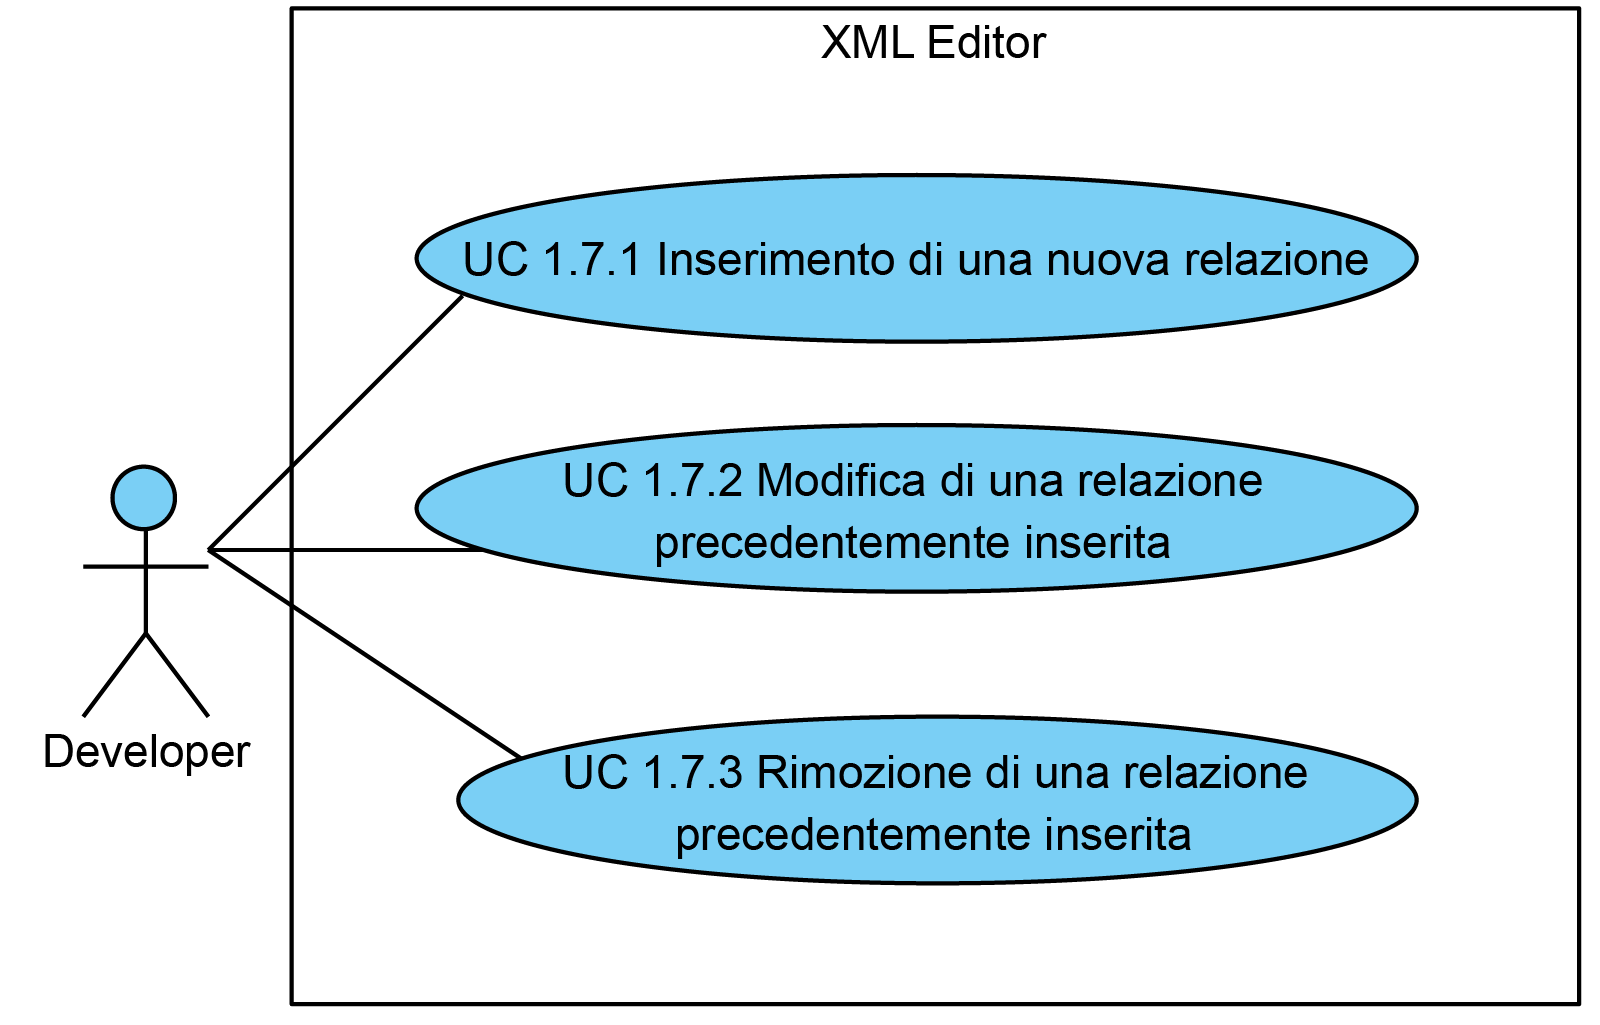 XML Editor
UC 1.7.1 Inserimento di una nuova relazione
UC 1.7.2 Modifica di una relazione
precedentemente inserita
Developer
UC 1.7.3 Rimozione di una relazione
precedentemente inserita